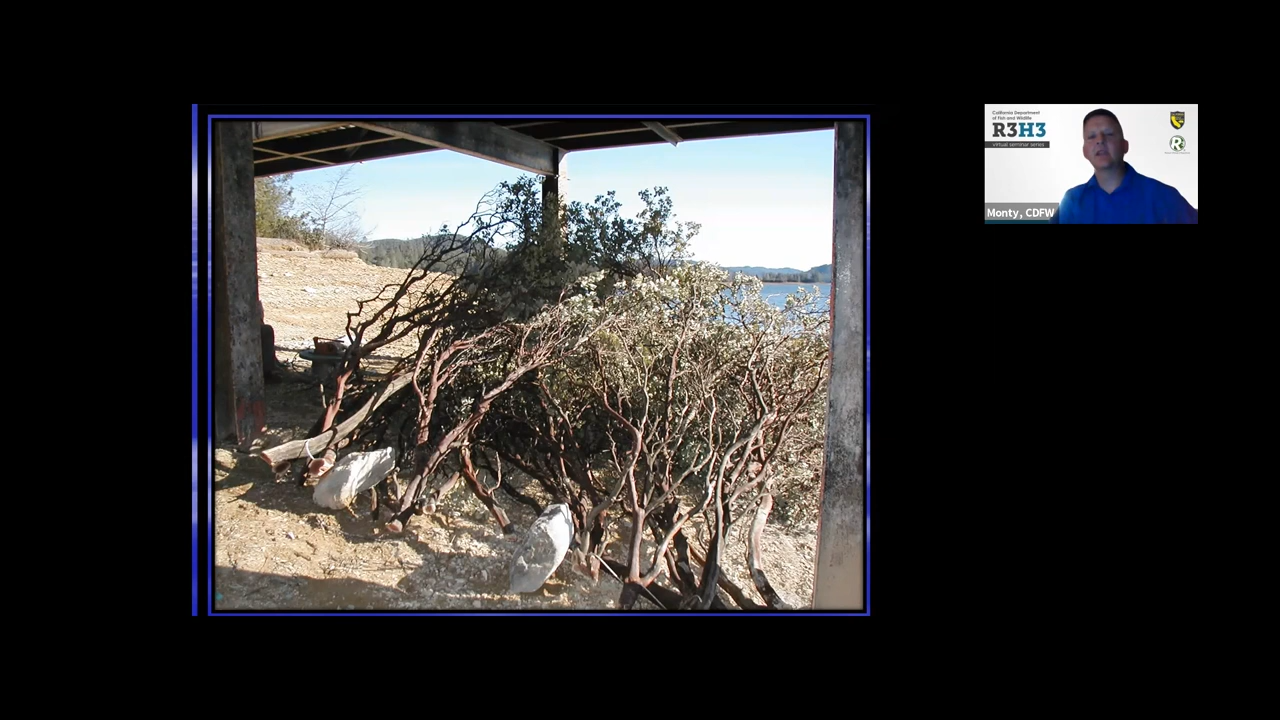 California Department
of Fish and Wildlife
R3H3
virtual seminar series
Monty, CDFW